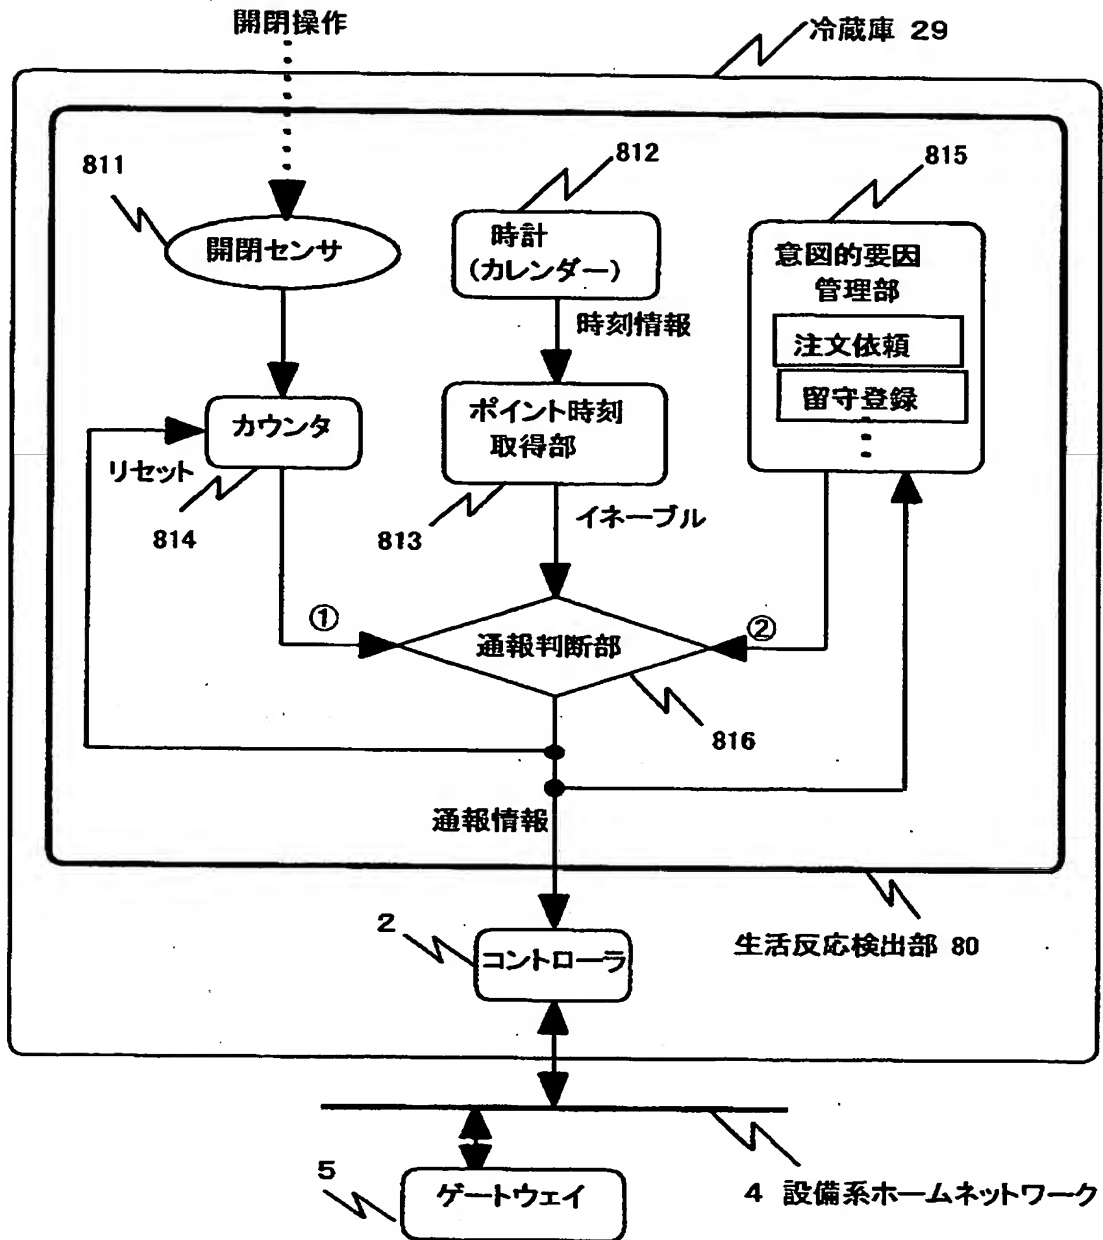 開閉操作
冷蔵庫 29
811
812
815
開閉センサ
時計
(カレンダー)
意図的要因
管理部
注文依頼
留守登録
時刻情報
カウンタ
ポイント時刻
取得部
リセット
814
813
イネーブル
①
②
通報判断部
816
通報情報
2
コントローラ
生活反応検出部 80
5
ゲートウェイ
4 設備系ホームネットワーク